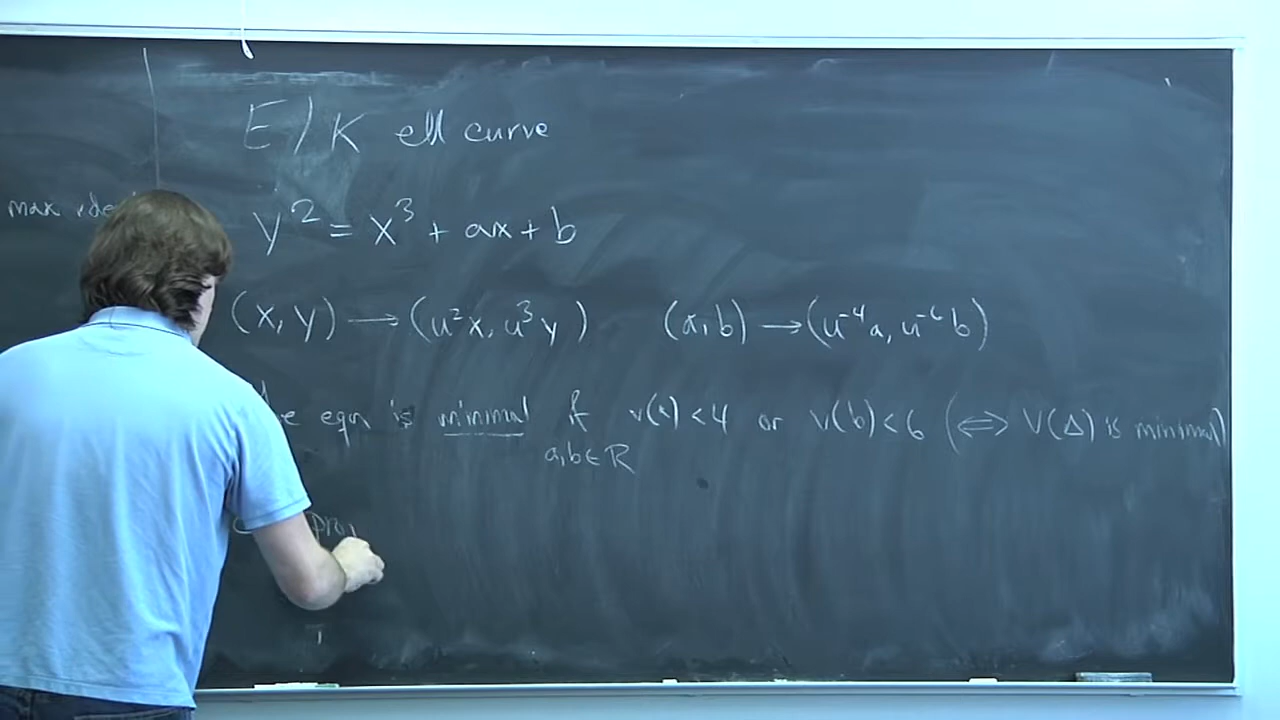 E/K ell curve
max ide
y² = x³ + ax + b
(x, y) → (u²x, u³y) (a, b) → (u⁻⁴a, u⁻⁶b)
eqn is minimal if v(a) < 4 or v(b) < 6 (⇔ V(Δ) is minimal)
a, b ∈ R